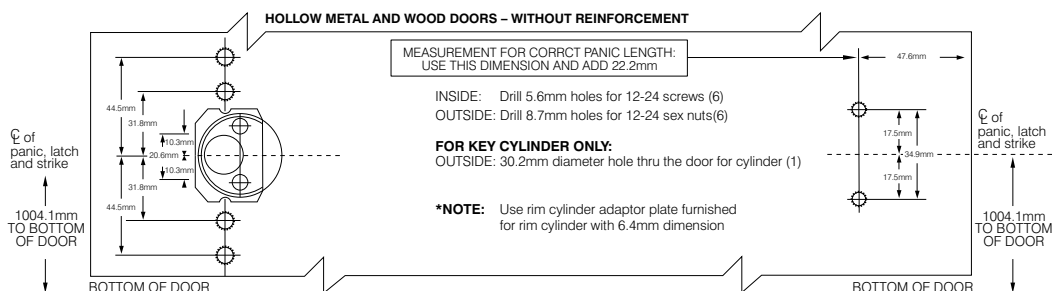 HOLLOW METAL AND WOOD DOORS – WITHOUT REINFORCEMENT
MEASUREMENT FOR CORRCT PANIC LENGTH:
USE THIS DIMENSION AND ADD 22.2mm
47.6mm
INSIDE: Drill 5.6mm holes for 12-24 screws (6)
OUTSIDE: Drill 8.7mm holes for 12-24 sex nuts(6)
FOR KEY CYLINDER ONLY:
OUTSIDE: 30.2mm diameter hole thru the door for cylinder (1)
*NOTE: Use rim cylinder adaptor plate furnished
for rim cylinder with 6.4mm dimension
44.5mm
31.8mm
10.3mm
20.6mm
10.3mm
31.8mm
44.5mm
℄ of
panic, latch
and strike
1004.1mm
TO BOTTOM
OF DOOR
BOTTOM OF DOOR
17.5mm
34.9mm
17.5mm
℄ of
panic, latch
and strike
1004.1mm
TO BOTTOM
OF DOOR
BOTTOM OF DOOR